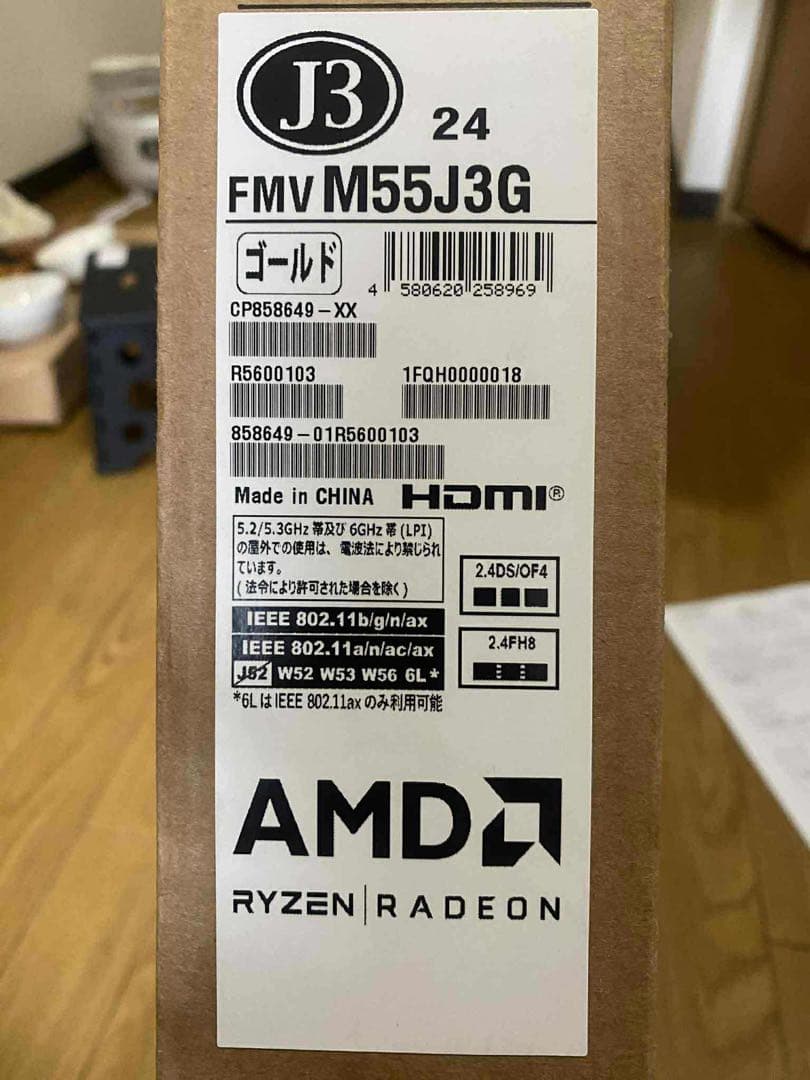 J3
24
FMV M55J3G
ゴールド
4 580620 258969
CP858649-XX
R5600103 1FQH0000018
858649-01R5600103
Made in CHINA HDMI®
5.2/5.3GHz 帯及び 6GHz 帯 (LPI)
の屋外での使用は、電波法により禁じられ
ています。
(法令により許可された場合を除く)
2.4DS/OF4
IEEE 802.11b/g/n/ax
IEEE 802.11a/n/ac/ax
2.4FH8
J52 W52 W53 W56 6L*
*6L は IEEE 802.11ax のみ利用可能
AMD
RYZEN | RADEON